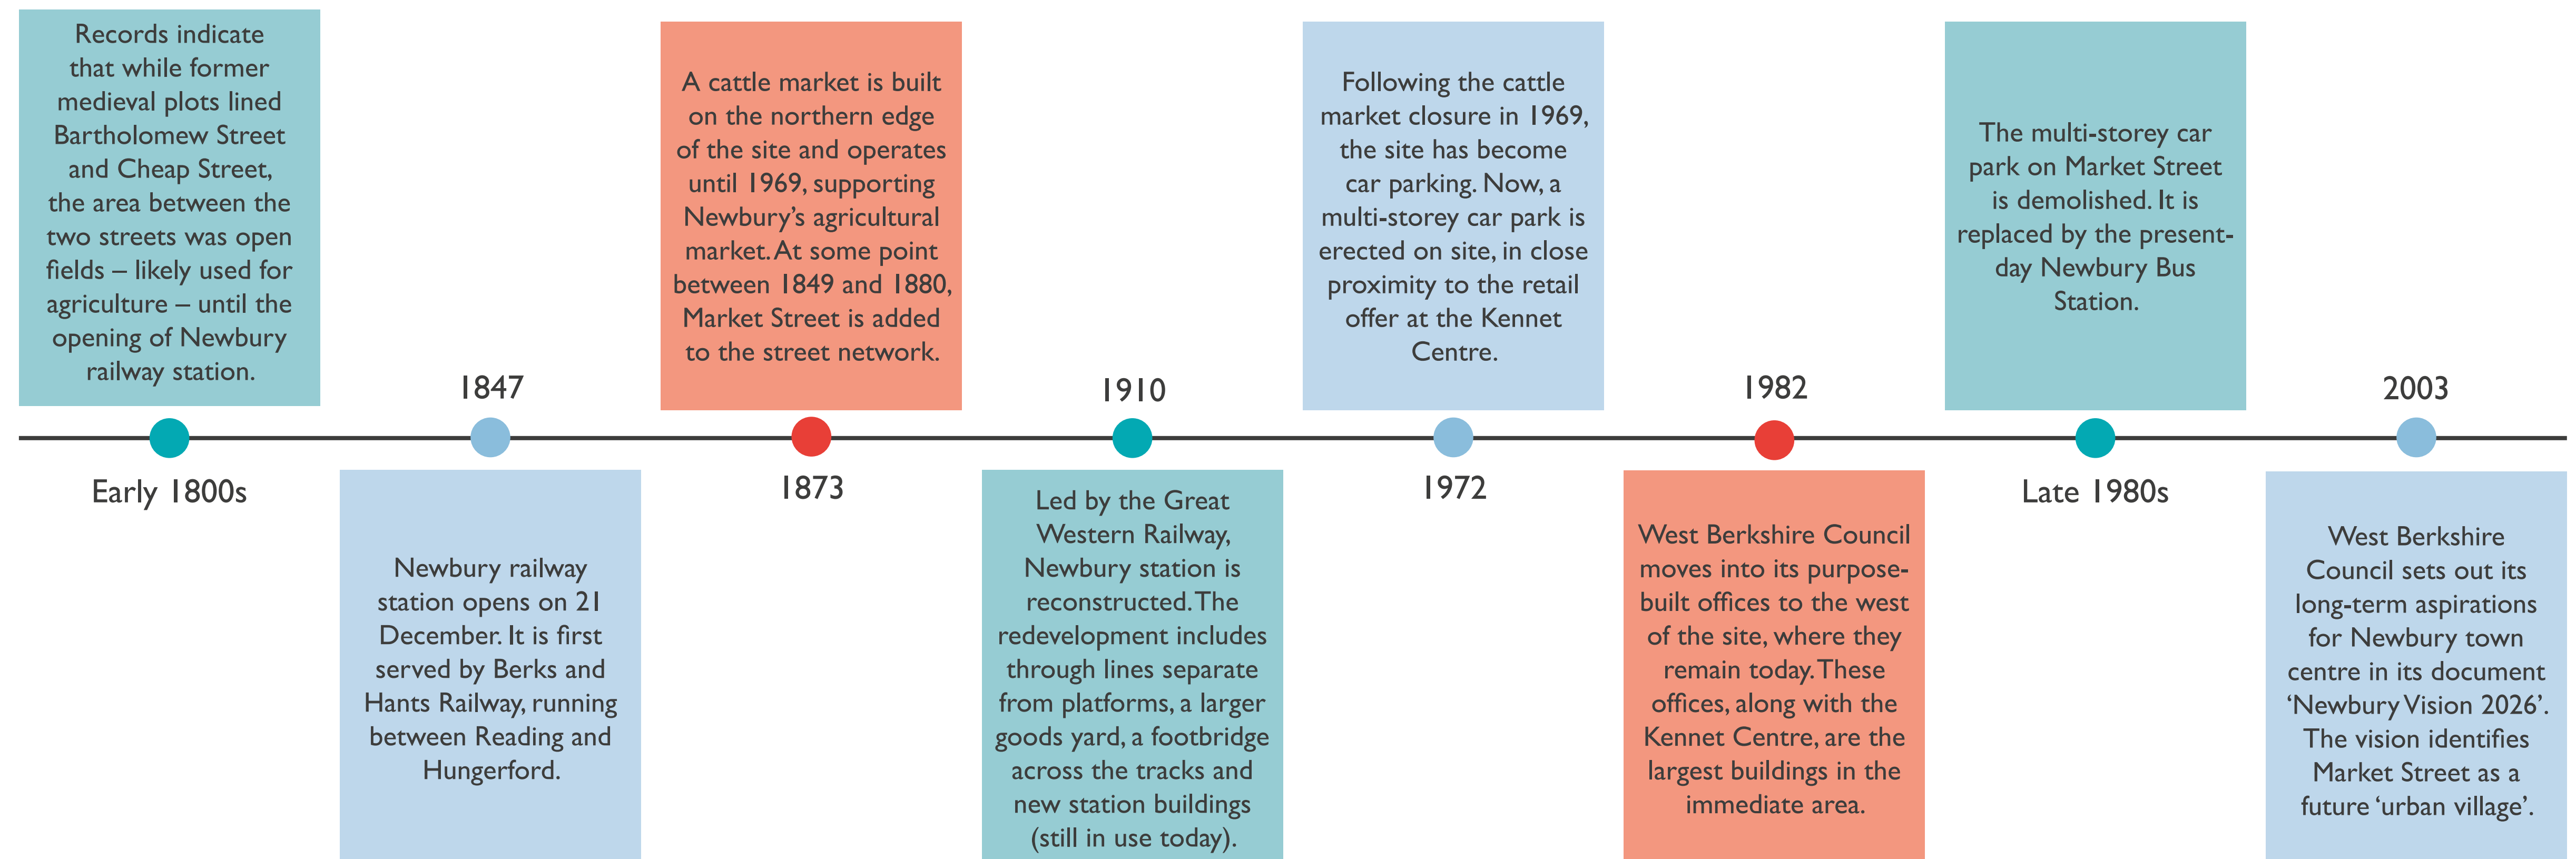 Records indicate
that while former
medieval plots lined
Bartholomew Street
and Cheap Street,
the area between the
two streets was open
fields – likely used for
agriculture – until the
opening of Newbury
railway station.
Early 1800s
1847
Newbury railway
station opens on 21
December. It is first
served by Berks and
Hants Railway, running
between Reading and
Hungerford.
A cattle market is built
on the northern edge
of the site and operates
until 1969, supporting
Newbury’s agricultural
market. At some point
between 1849 and 1880,
Market Street is added
to the street network.
1873
1910
Led by the Great
Western Railway,
Newbury station is
reconstructed. The
redevelopment includes
through lines separate
from platforms, a larger
goods yard, a footbridge
across the tracks and
new station buildings
(still in use today).
Following the cattle
market closure in 1969,
the site has become
car parking. Now, a
multi-storey car park is
erected on site, in close
proximity to the retail
offer at the Kennet
Centre.
1972
1982
West Berkshire Council
moves into its purpose-
built offices to the west
of the site, where they
remain today. These
offices, along with the
Kennet Centre, are the
largest buildings in the
immediate area.
The multi-storey car
park on Market Street
is demolished. It is
replaced by the present-
day Newbury Bus
Station.
Late 1980s
2003
West Berkshire
Council sets out its
long-term aspirations
for Newbury town
centre in its document
‘Newbury Vision 2026’.
The vision identifies
Market Street as a
future ‘urban village’.